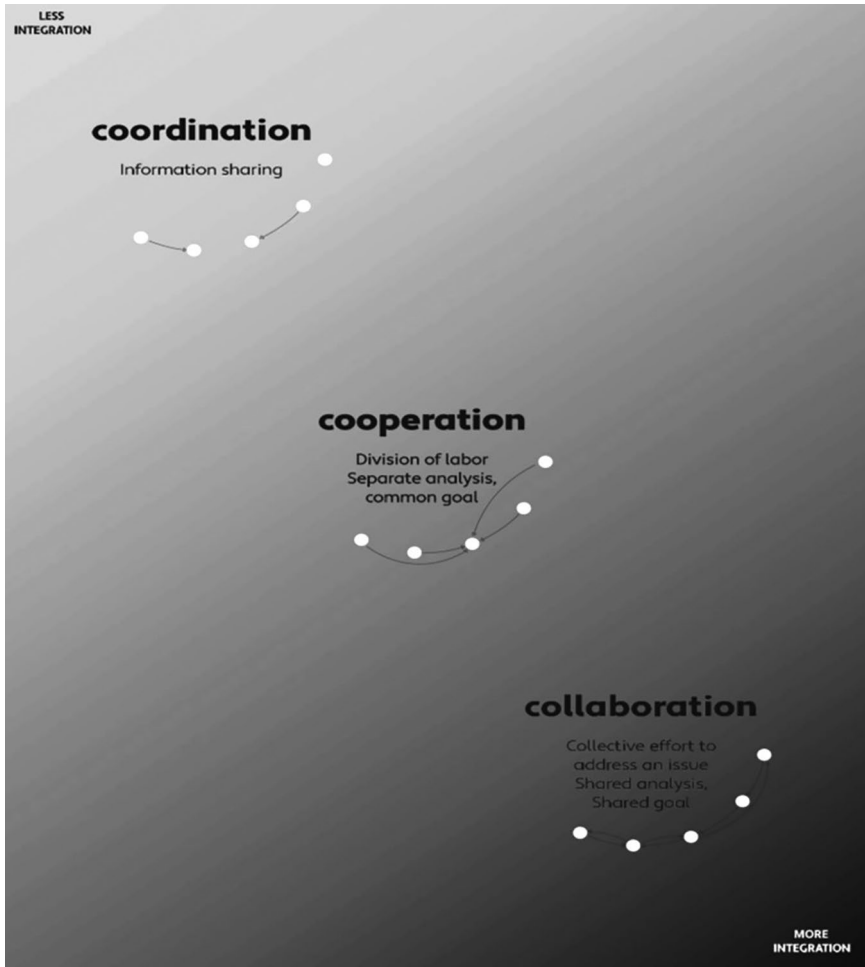 LESS
INTEGRATION
coordination
Information sharing
cooperation
Division of labor
Separate analysis,
common goal
collaboration
Collective effort to
address an issue
Shared analysis,
Shared goal
MORE
INTEGRATION